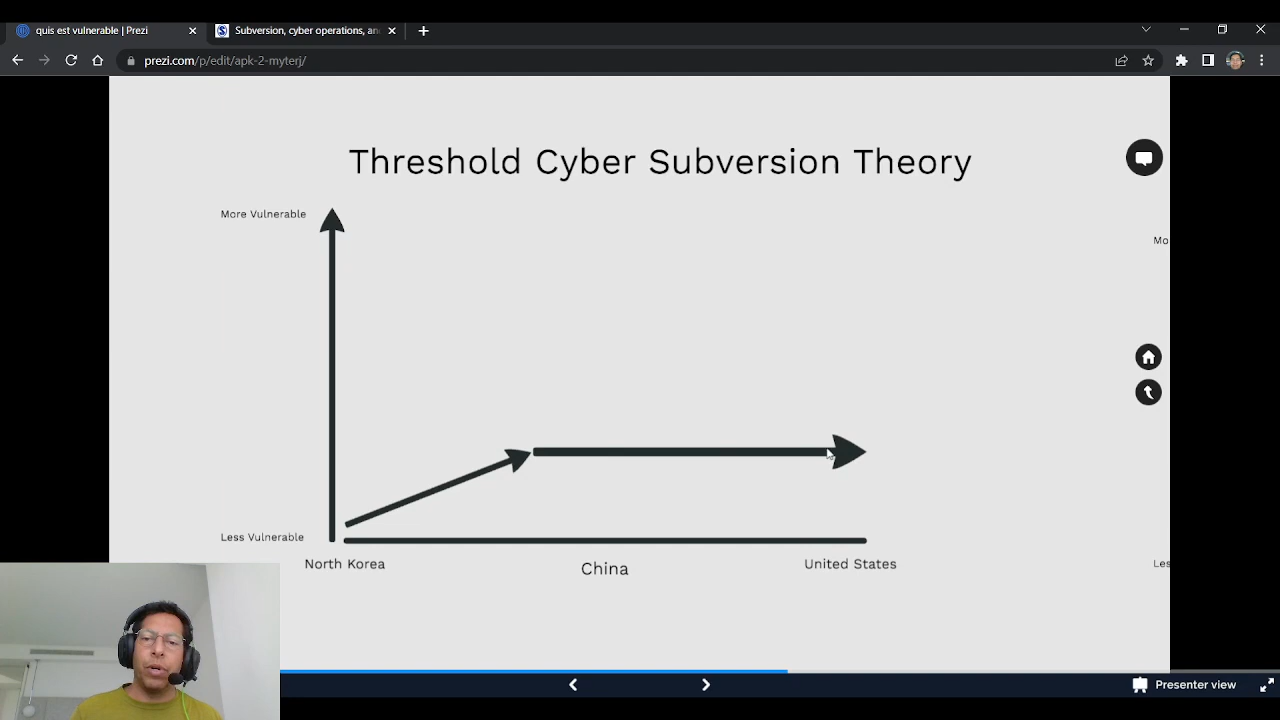 quis est vulnerable | Prezi
Subversion, cyber operations, an
prezi.com/p/edit/apk-2-myterj/
Threshold Cyber Subversion Theory
More Vulnerable
Mo
Less Vulnerable
Les
North Korea
China
United States
Presenter view